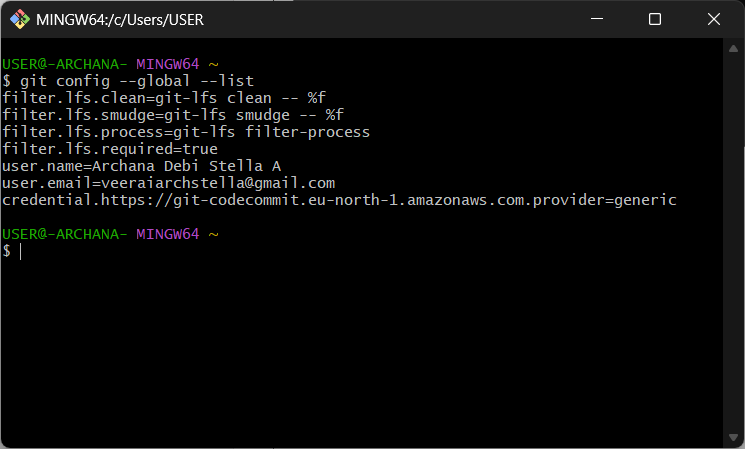 MINGW64:/c/Users/USER
USER@-ARCHANA- MINGW64 ~
$ git config --global --list
filter.lfs.clean=git-lfs clean -- %f
filter.lfs.smudge=git-lfs smudge -- %f
filter.lfs.process=git-lfs filter-process
filter.lfs.required=true
user.name=Archana Debi Stella A
user.email=veeraiarchstella@gmail.com
credential.https://git-codecommit.eu-north-1.amazonaws.com.provider=generic
USER@-ARCHANA- MINGW64 ~
$